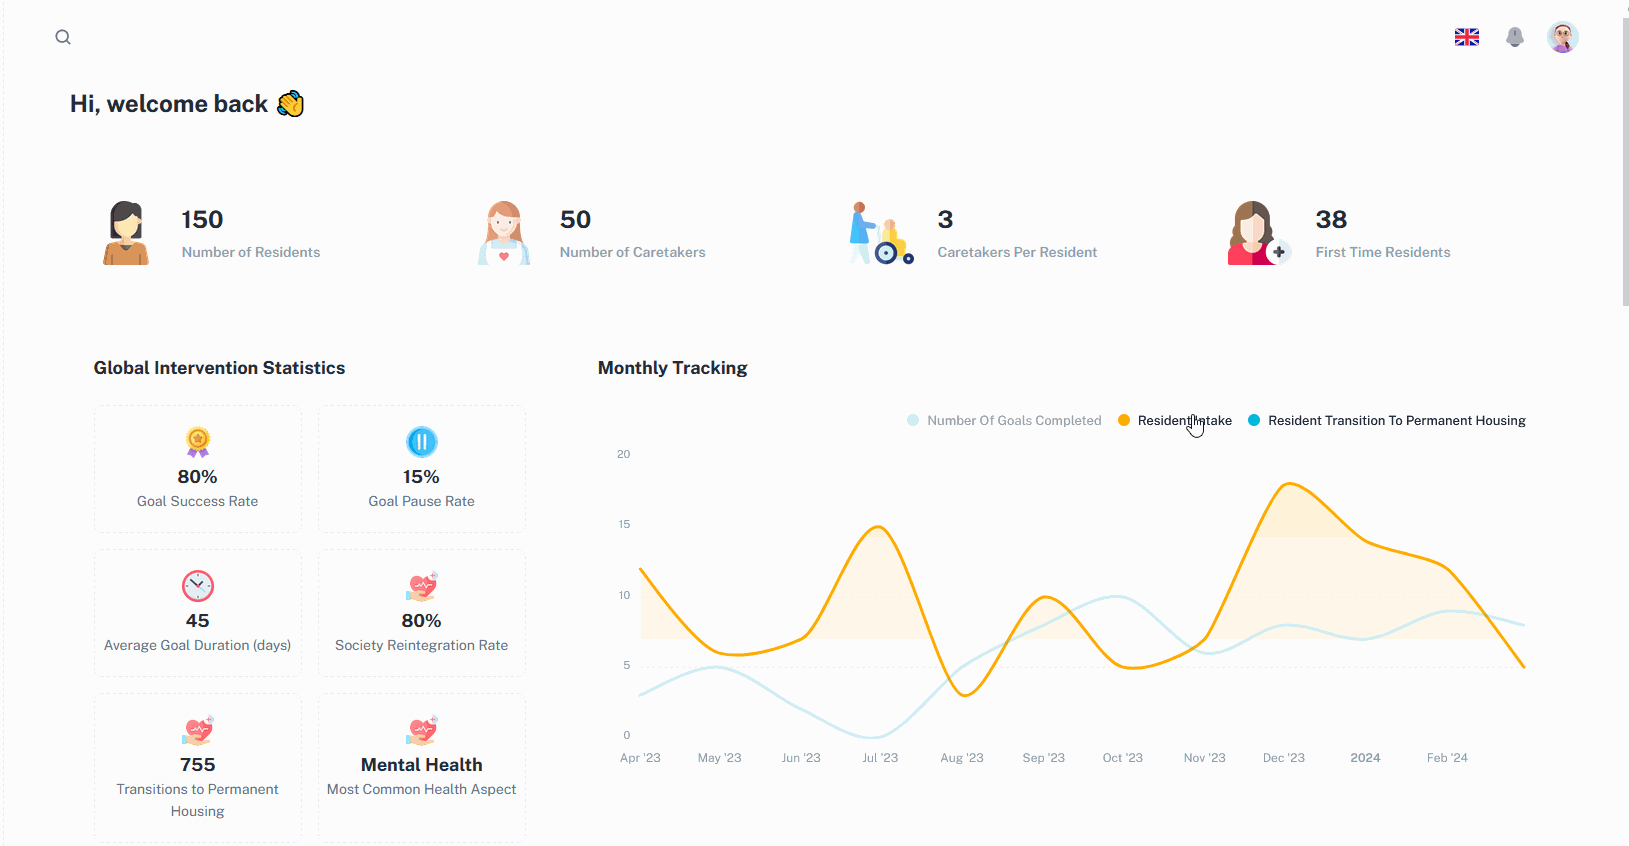 Hi, welcome back
150
Number of Residents
50
Number of Caretakers
3
Caretakers Per Resident
38
First Time Residents
Global Intervention Statistics
80%
Goal Success Rate
15%
Goal Pause Rate
45
Average Goal Duration (days)
80%
Society Reintegration Rate
755
Transitions to Permanent
Housing
Mental Health
Most Common Health Aspect
Monthly Tracking
Number Of Goals Completed
Resident Intake
Resident Transition To Permanent Housing
20
15
10
5
0
Apr '23
May '23
Jun '23
Jul '23
Aug '23
Sep '23
Oct '23
Nov '23
Dec '23
2024
Feb '24